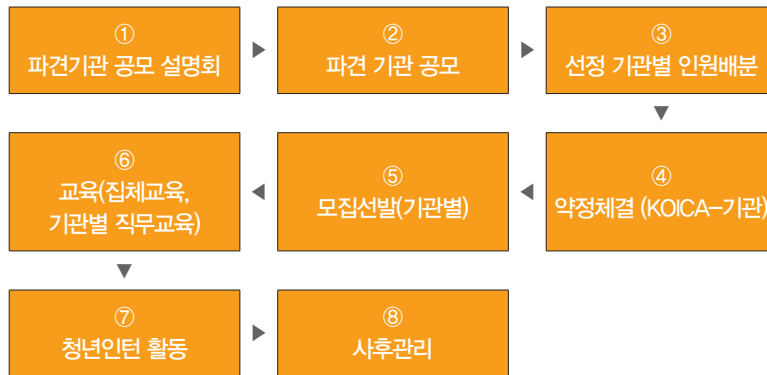 ①
파견기관 공모 설명회
▶
②
파견 기관 공모
▶
③
선정 기관별 인원배분
▼
④
약정체결 (KOICA-기관)
◀
⑤
모집선발(기관별)
◀
⑥
교육(집체교육,
기관별 직무교육)
▼
⑦
청년인턴 활동
▶
⑧
사후관리